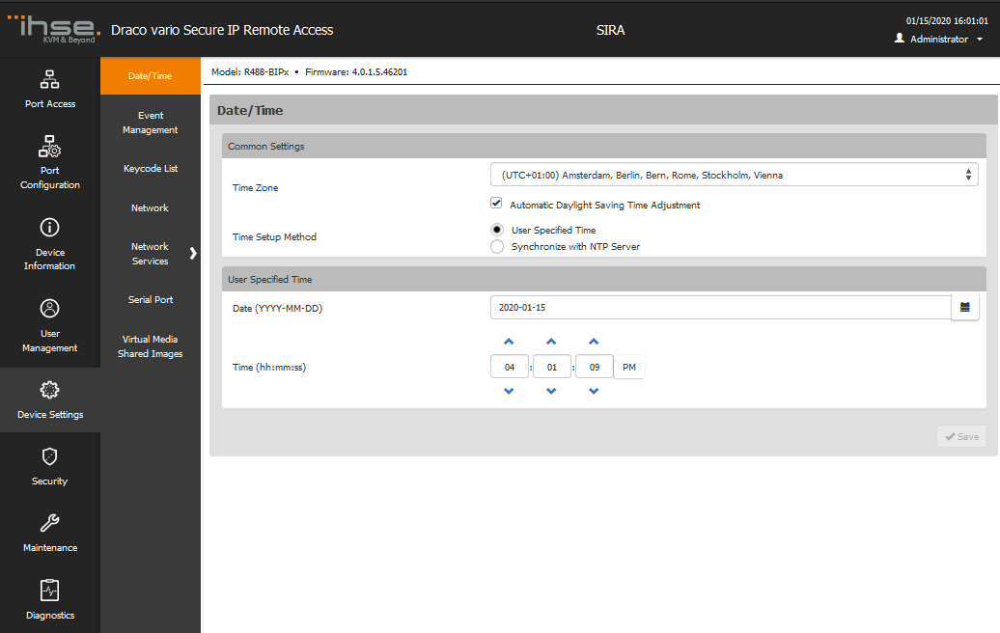 ihse.
KVM & Beyond
Draco vario Secure IP Remote Access
SIRA
01/15/2020 16:01:01
Administrator
Port Access
Port
Configuration
Device
Information
User
Management
Device Settings
Security
Maintenance
Diagnostics
Date/Time
Event
Management
Keycode List
Network
Network
Services
Serial Port
Virtual Media
Shared Images
Model: R488-BIPx • Firmware: 4.0.1.5.46201
Date/Time
Common Settings
Time Zone
(UTC+01:00) Amsterdam, Berlin, Bern, Rome, Stockholm, Vienna
Automatic Daylight Saving Time Adjustment
Time Setup Method
User Specified Time
Synchronize with NTP Server
User Specified Time
Date (YYYY-MM-DD)
2020-01-15
Time (hh:mm:ss)
04 : 01 : 09 PM
Save